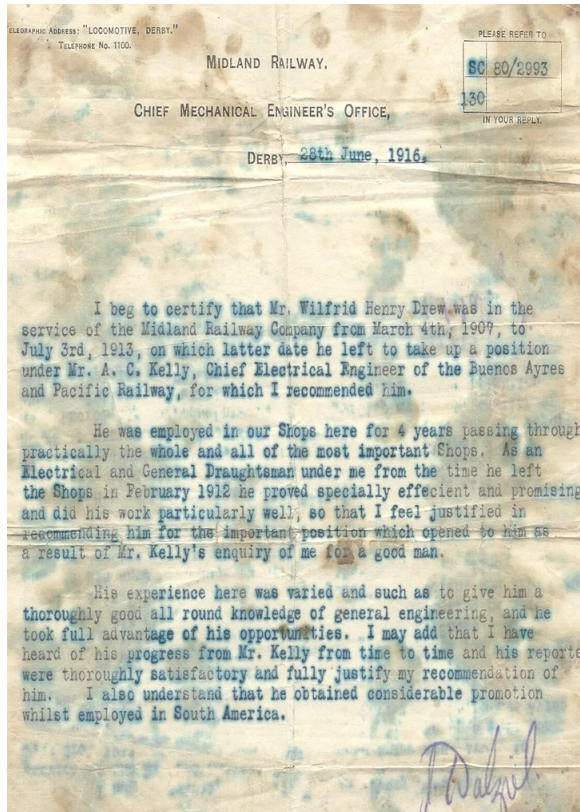 ELEGRAPHIC ADDRESS: "LOCOMOTIVE, DERBY."
TELEPHONE No. 1100.
PLEASE REFER TO
SC 80/2993
130
IN YOUR REPLY.
MIDLAND RAILWAY.
CHIEF MECHANICAL ENGINEER'S OFFICE,
DERBY, 28th June, 1916.
I beg to certify that Mr. Wilfrid Henry Drew was in the
service of the Midland Railway Company from March 4th, 1907, to
July 3rd, 1913, on which latter date he left to take up a position
under Mr. A. C. Kelly, Chief Electrical Engineer of the Buenos Ayres
and Pacific Railway, for which I recommended him.
He was employed in our Shops here for 4 years passing through
practically the whole and all of the most important Shops. As an
Electrical and General Draughtsman under me from the time he left
the Shops in February 1912 he proved specially effecient and promising
and did his work particularly well, so that I feel justified in
recommending him for the important position which opened to him as
a result of Mr. Kelly's enquiry of me for a good man.
His experience here was varied and such as to give him a
thoroughly good all round knowledge of general engineering, and he
took full advantage of his opportunities. I may add that I have
heard of his progress from Mr. Kelly from time to time and his reports
were thoroughly satisfactory and fully justify my recommendation of
him. I also understand that he obtained considerable promotion
whilst employed in South America.
J Dalziel.